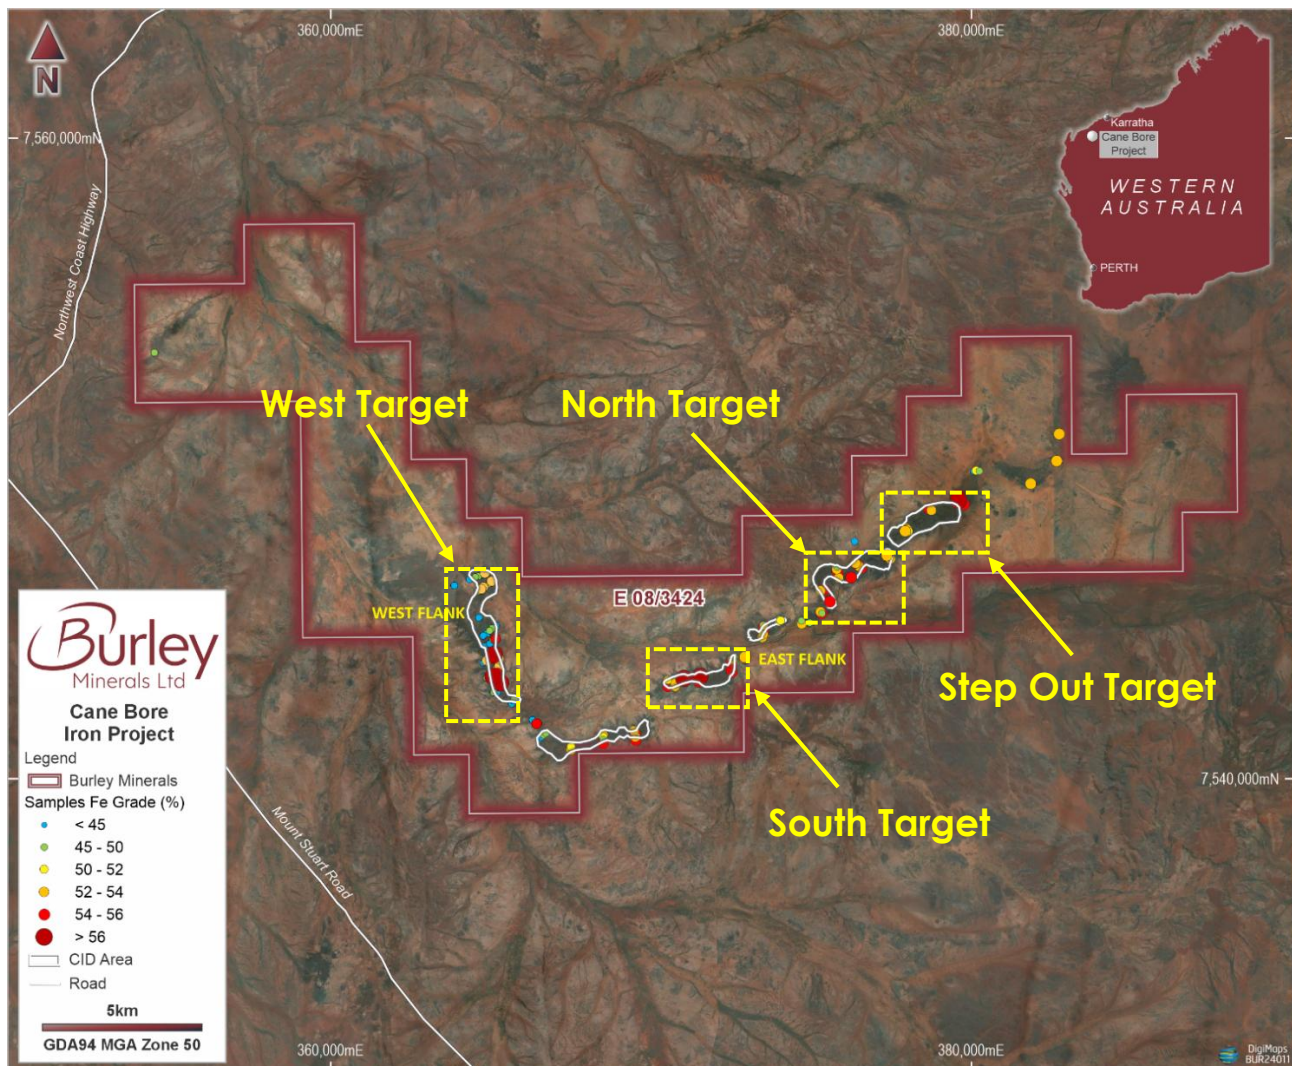 360,000mE
380,000mE
N
7,560,000mN
Karratha
Cane Bore
Project
WESTERN
AUSTRALIA
PERTH
Northwest Coast Highway
West Target
North Target
WEST FLANK
E 08/3424
EAST FLANK
Step Out Target
South Target
7,540,000mN
Mount Stuart Road
Burley
Minerals Ltd
Cane Bore
Iron Project
Legend
Burley Minerals
Samples Fe Grade (%)
< 45
45 - 50
50 - 52
52 - 54
54 - 56
> 56
CID Area
Road
5km
GDA94 MGA Zone 50
360,000mE
380,000mE
DigiMaps
BUR24011